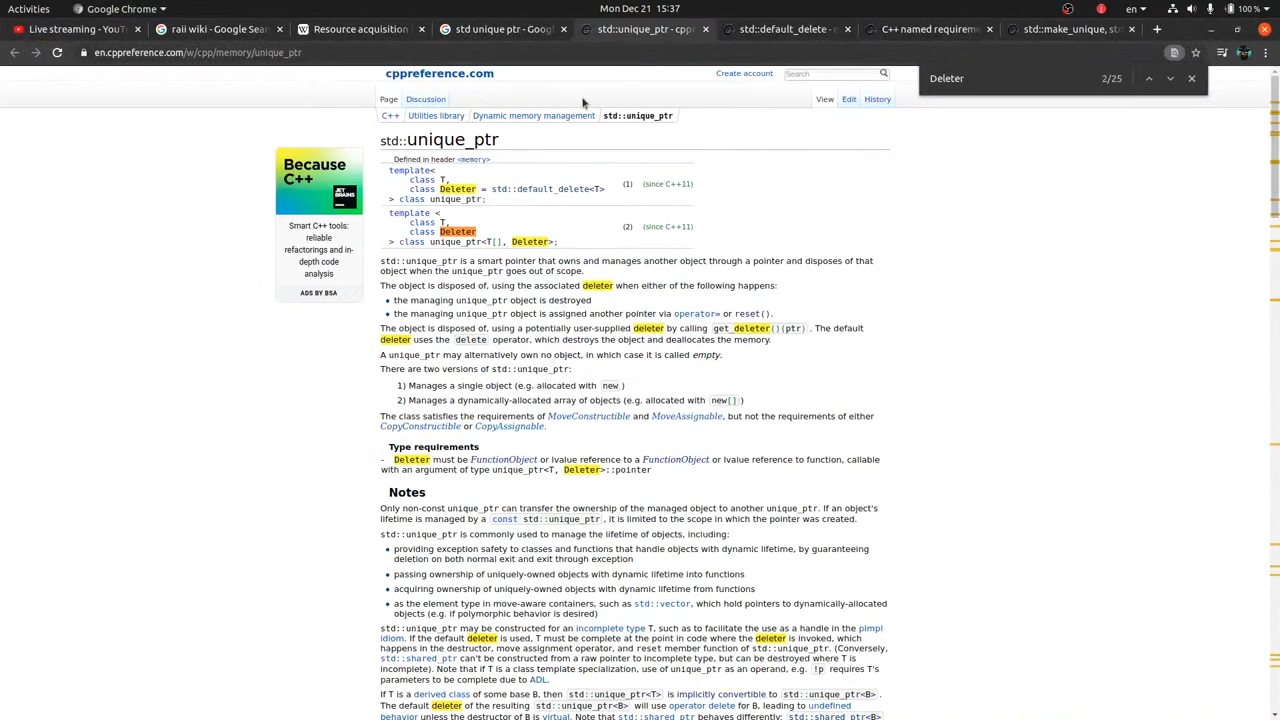 Activities
Google Chrome
Mon Dec 21 15:37
en
100 %
Live streaming - YouT
raii wiki - Google Sear
Resource acquisition
std unique ptr - Googl
std::unique_ptr - cppr
std::default_delete - c
C++ named requireme
std::make_unique, st
en.cppreference.com/w/cpp/memory/unique_ptr
Deleter
2/25
cppreference.com
Create account
Search
Page
Discussion
View
Edit
History
C++
Utilities library
Dynamic memory management
std::unique_ptr
std::unique_ptr
Defined in header <memory>
template<
class T,
class Deleter = std::default_delete<T>
> class unique_ptr;
(1)
(since C++11)
template <
class T,
class Deleter
> class unique_ptr<T[], Deleter>;
(2)
(since C++11)
Because
C++
JET
BRAINS
Smart C++ tools:
reliable
refactorings and in-
depth code
analysis
ADS BY BSA
std::unique_ptr is a smart pointer that owns and manages another object through a pointer and disposes of that
object when the unique_ptr goes out of scope.
The object is disposed of, using the associated deleter when either of the following happens:
the managing unique_ptr object is destroyed
the managing unique_ptr object is assigned another pointer via operator= or reset().
The object is disposed of, using a potentially user-supplied deleter by calling get_deleter()(ptr). The default
deleter uses the delete operator, which destroys the object and deallocates the memory.
A unique_ptr may alternatively own no object, in which case it is called empty.
There are two versions of std::unique_ptr:
1) Manages a single object (e.g. allocated with new)
2) Manages a dynamically-allocated array of objects (e.g. allocated with new[])
The class satisfies the requirements of MoveConstructible and MoveAssignable, but not the requirements of either
CopyConstructible or CopyAssignable.
Type requirements
- Deleter must be FunctionObject or lvalue reference to a FunctionObject or lvalue reference to function, callable
with an argument of type unique_ptr<T, Deleter>::pointer
Notes
Only non-const unique_ptr can transfer the ownership of the managed object to another unique_ptr. If an object's
lifetime is managed by a const std::unique_ptr, it is limited to the scope in which the pointer was created.
std::unique_ptr is commonly used to manage the lifetime of objects, including:
providing exception safety to classes and functions that handle objects with dynamic lifetime, by guaranteeing
deletion on both normal exit and exit through exception
passing ownership of uniquely-owned objects with dynamic lifetime into functions
acquiring ownership of uniquely-owned objects with dynamic lifetime from functions
as the element type in move-aware containers, such as std::vector, which hold pointers to dynamically-allocated
objects (e.g. if polymorphic behavior is desired)
std::unique_ptr may be constructed for an incomplete type T, such as to facilitate the use as a handle in the pImpl
idiom. If the default deleter is used, T must be complete at the point in code where the deleter is invoked, which
happens in the destructor, move assignment operator, and reset member function of std::unique_ptr. (Conversely,
std::shared_ptr can't be constructed from a raw pointer to incomplete type, but can be destroyed where T is
incomplete). Note that if T is a class template specialization, use of unique_ptr as an operand, e.g. !p requires T's
parameters to be complete due to ADL.
If T is a derived class of some base B, then std::unique_ptr<T> is implicitly convertible to std::unique_ptr<B>.
The default deleter of the resulting std::unique_ptr<B> will use operator delete for B, leading to undefined
behavior unless the destructor of B is virtual. Note that std::shared_ptr behaves differently: std::shared_ptr<B>